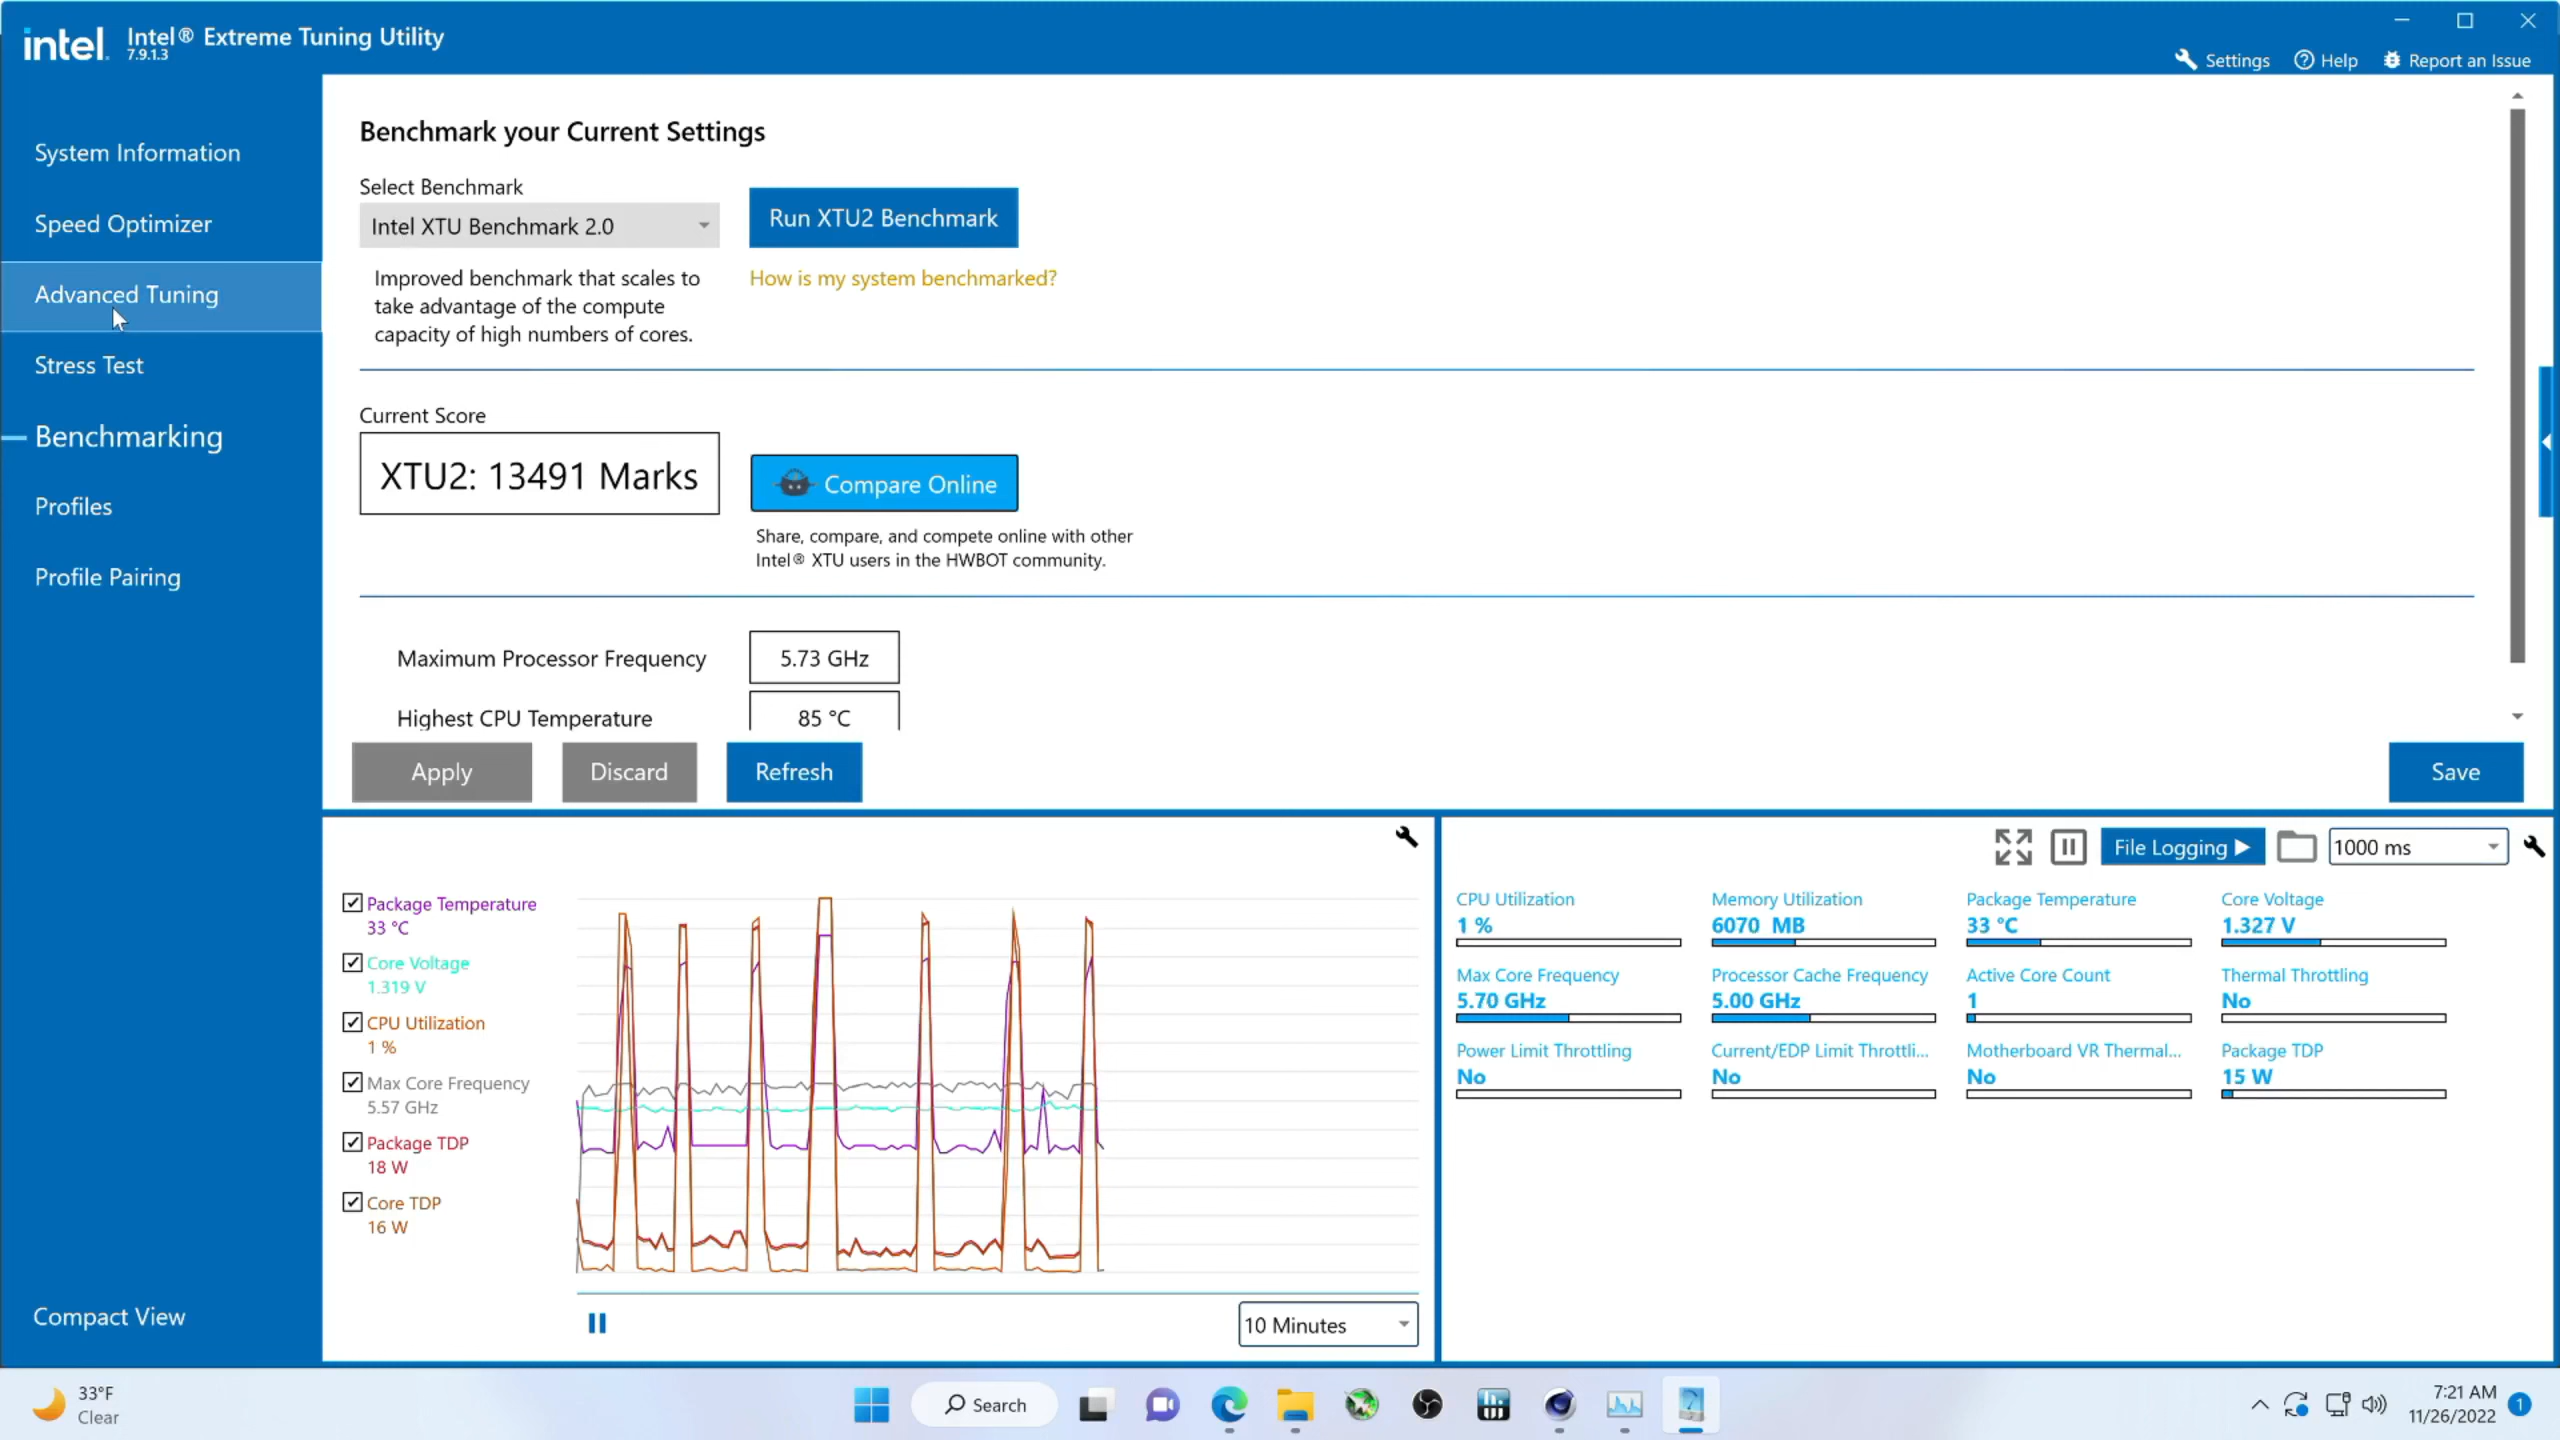 intel.
Intel® Extreme Tuning Utility
7.9.1.3
Settings
Help
Report an Issue
System Information
Speed Optimizer
Advanced Tuning
Stress Test
Benchmarking
Profiles
Profile Pairing
Compact View
Benchmark your Current Settings
Select Benchmark
Intel XTU Benchmark 2.0
Run XTU2 Benchmark
Improved benchmark that scales to
take advantage of the compute
capacity of high numbers of cores.
How is my system benchmarked?
Current Score
XTU2: 13491 Marks
Compare Online
Share, compare, and compete online with other
Intel® XTU users in the HWBOT community.
Maximum Processor Frequency
5.73 GHz
Highest CPU Temperature
85 °C
Apply
Discard
Refresh
Save
Package Temperature
33 °C
Core Voltage
1.319 V
CPU Utilization
1 %
Max Core Frequency
5.57 GHz
Package TDP
18 W
Core TDP
16 W
10 Minutes
File Logging
1000 ms
CPU Utilization
1 %
Memory Utilization
6070 MB
Package Temperature
33 °C
Core Voltage
1.327 V
Max Core Frequency
5.70 GHz
Processor Cache Frequency
5.00 GHz
Active Core Count
1
Thermal Throttling
No
Power Limit Throttling
No
Current/EDP Limit Throttli...
No
Motherboard VR Thermal...
No
Package TDP
15 W
33°F
Clear
Search
7:21 AM
11/26/2022
1